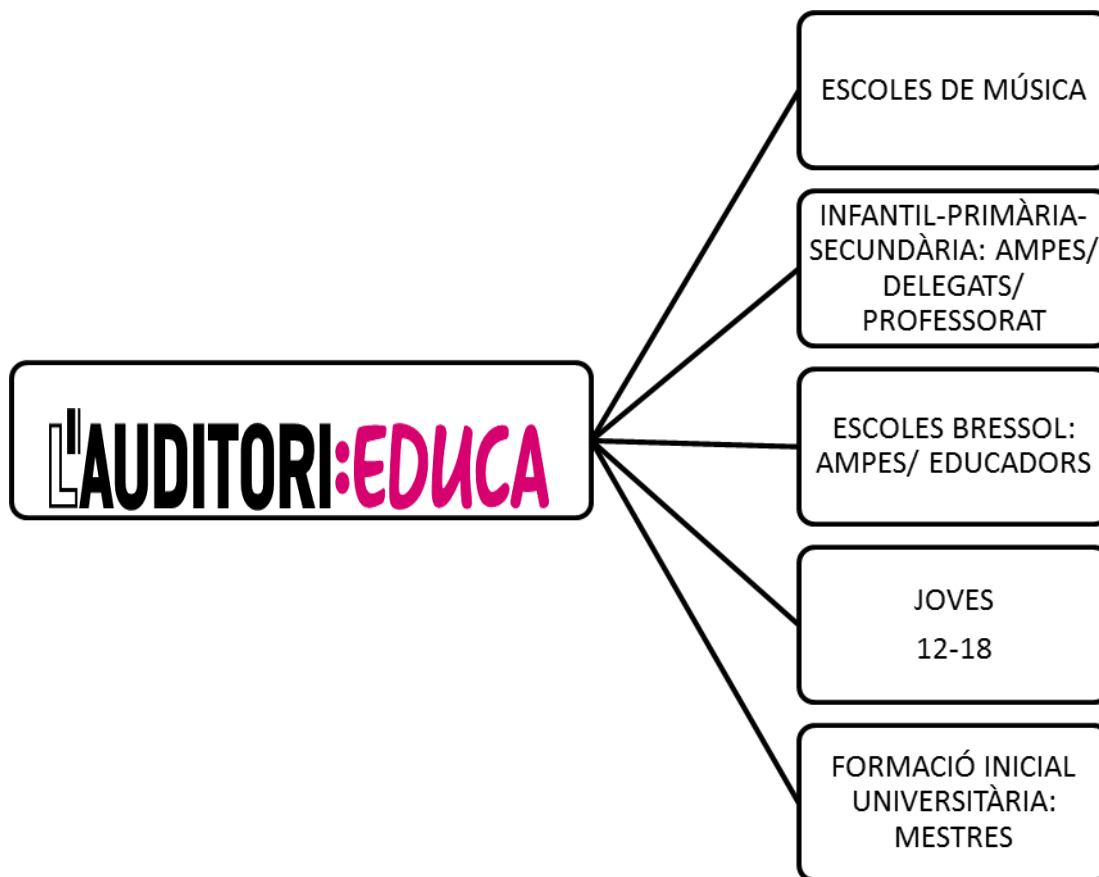 ESCOLES DE MÚSICA
INFANTIL-PRIMÀRIA-
SECUNDÀRIA: AMPES/
DELEGATS/
PROFESSORAT
L'AUDITORI:EDUCA
ESCOLES BRESSOL:
AMPES/ EDUCADORS
JOVES
12-18
FORMACIÓ INICIAL
UNIVERSITÀRIA:
MESTRES